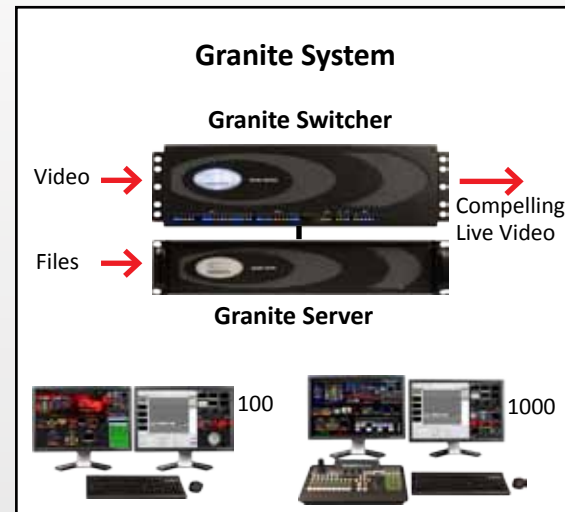 Granite System
Granite Switcher
Video
Compelling
Live Video
Files
Granite Server
100
1000